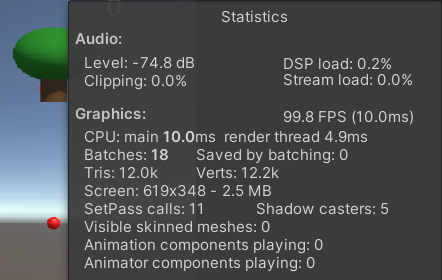 Statistics
Audio:
Level: -74.8 dB DSP load: 0.2%
Clipping: 0.0% Stream load: 0.0%
Graphics: 99.8 FPS (10.0ms)
CPU: main 10.0ms render thread 4.9ms
Batches: 18 Saved by batching: 0
Tris: 12.0k Verts: 12.2k
Screen: 619x348 - 2.5 MB
SetPass calls: 11 Shadow casters: 5
Visible skinned meshes: 0
Animation components playing: 0
Animator components playing: 0